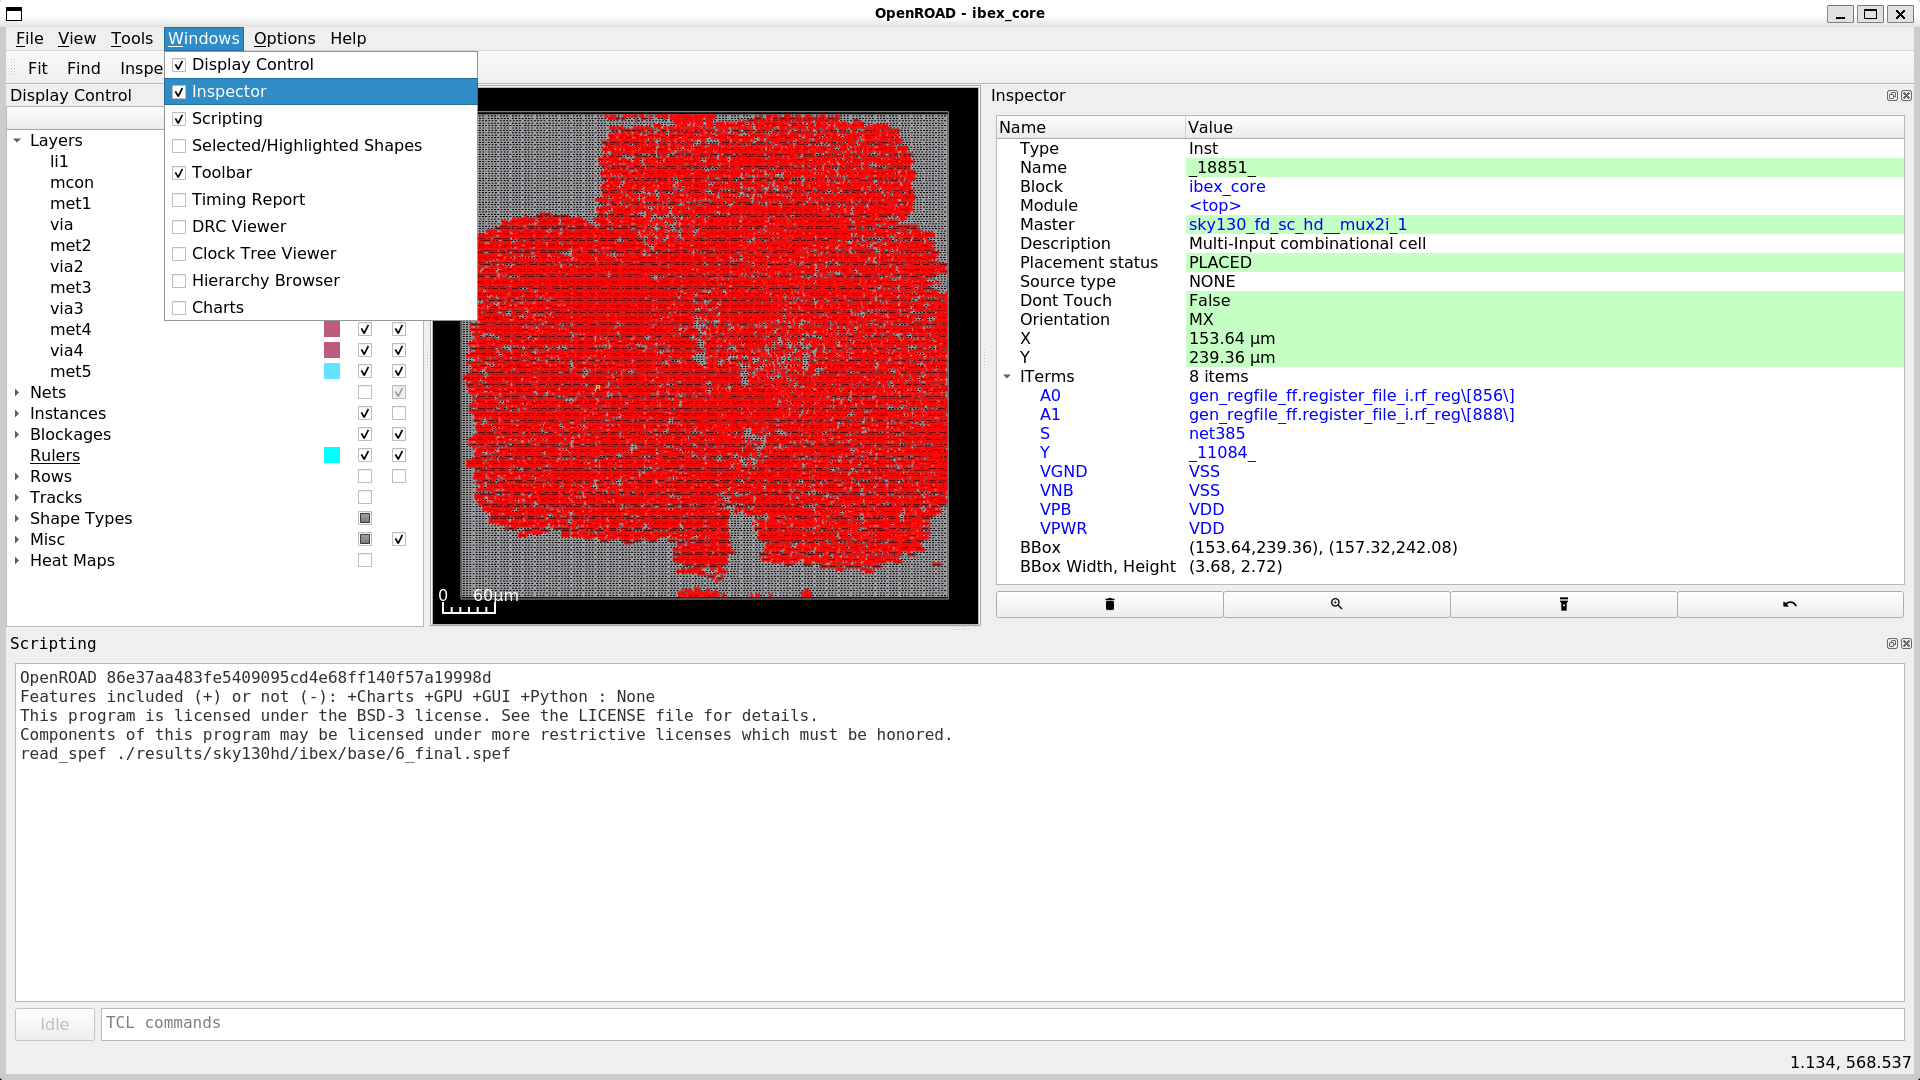 OpenROAD - ibex_core
File View Tools Windows Options Help
Fit Find Inspe
Display Control
Inspector
Scripting
Selected/Highlighted Shapes
Toolbar
Timing Report
DRC Viewer
Clock Tree Viewer
Hierarchy Browser
Charts
Display Control
Layers
li1
mcon
met1
via
met2
via2
met3
via3
met4
via4
met5
Nets
Instances
Blockages
Rulers
Rows
Tracks
Shape Types
Misc
Heat Maps
0 60µm
Inspector
Name Value
Type Inst
Name _18851_
Block ibex_core
Module <top>
Master sky130_fd_sc_hd__mux2i_1
Description Multi-Input combinational cell
Placement status PLACED
Source type NONE
Dont Touch False
Orientation MX
X 153.64 µm
Y 239.36 µm
ITerms 8 items
A0 gen_regfile_ff.register_file_i.rf_reg\[856\]
A1 gen_regfile_ff.register_file_i.rf_reg\[888\]
S net385
Y _11084_
VGND VSS
VNB VSS
VPB VDD
VPWR VDD
BBox (153.64,239.36), (157.32,242.08)
BBox Width, Height (3.68, 2.72)
Scripting
OpenROAD 86e37aa483fe5409095cd4e68ff140f57a19998d
Features included (+) or not (-): +Charts +GPU +GUI +Python : None
This program is licensed under the BSD-3 license. See the LICENSE file for details.
Components of this program may be licensed under more restrictive licenses which must be honored.
read_spef ./results/sky130hd/ibex/base/6_final.spef
Idle TCL commands
1.134, 568.537